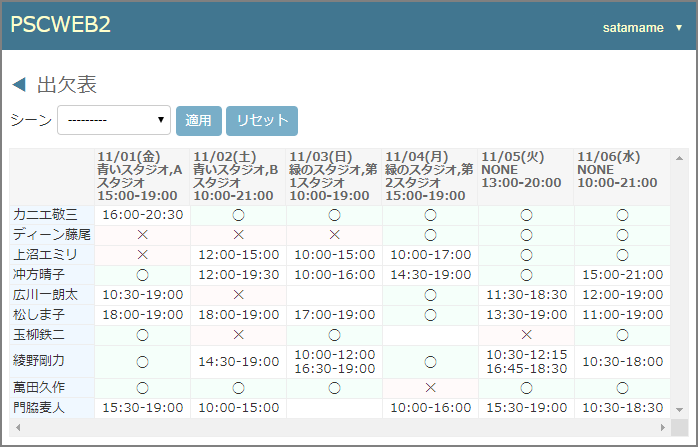 PSCWEB2
satamame ▼
◀ 出欠表
シーン --------- ▼ 適用 リセット
11/01(金) 11/02(土) 11/03(日) 11/04(月) 11/05(火) 11/06(水)
青いスタジオ,A 青いスタジオ,B 緑のスタジオ,第 緑のスタジオ,第 NONE NONE
スタジオ スタジオ 1スタジオ 2スタジオ 13:00-20:00 10:00-21:00
15:00-19:00 10:00-21:00 10:00-19:00 15:00-19:00
カニエ敬三 16:00-20:30 ○ ○ ○ ○ ○
ディーン藤尾 × × × ○ ○ ○
上沼エミリ × 12:00-15:00 10:00-15:00 10:00-17:00 ○ ○
冲方晴子 ○ 12:00-19:30 10:00-16:00 14:30-19:00 ○ 15:00-21:00
広川一朗太 10:30-19:00 × ○ 11:30-18:30 12:00-19:00
松しま子 18:00-19:00 18:00-19:00 17:00-19:00 ○ 13:30-19:00 11:00-19:00
玉柳鉄二 ○ × ○ × ○
綾野剛力 ○ 14:30-19:00 10:00-12:00 ○ 10:30-12:15 10:30-18:00
16:30-19:00 16:45-18:30
萬田久作 ○ ○ ○ × ○ ○
門脇麦人 15:30-19:00 10:00-15:00 10:00-16:00 15:30-19:00 10:30-18:30